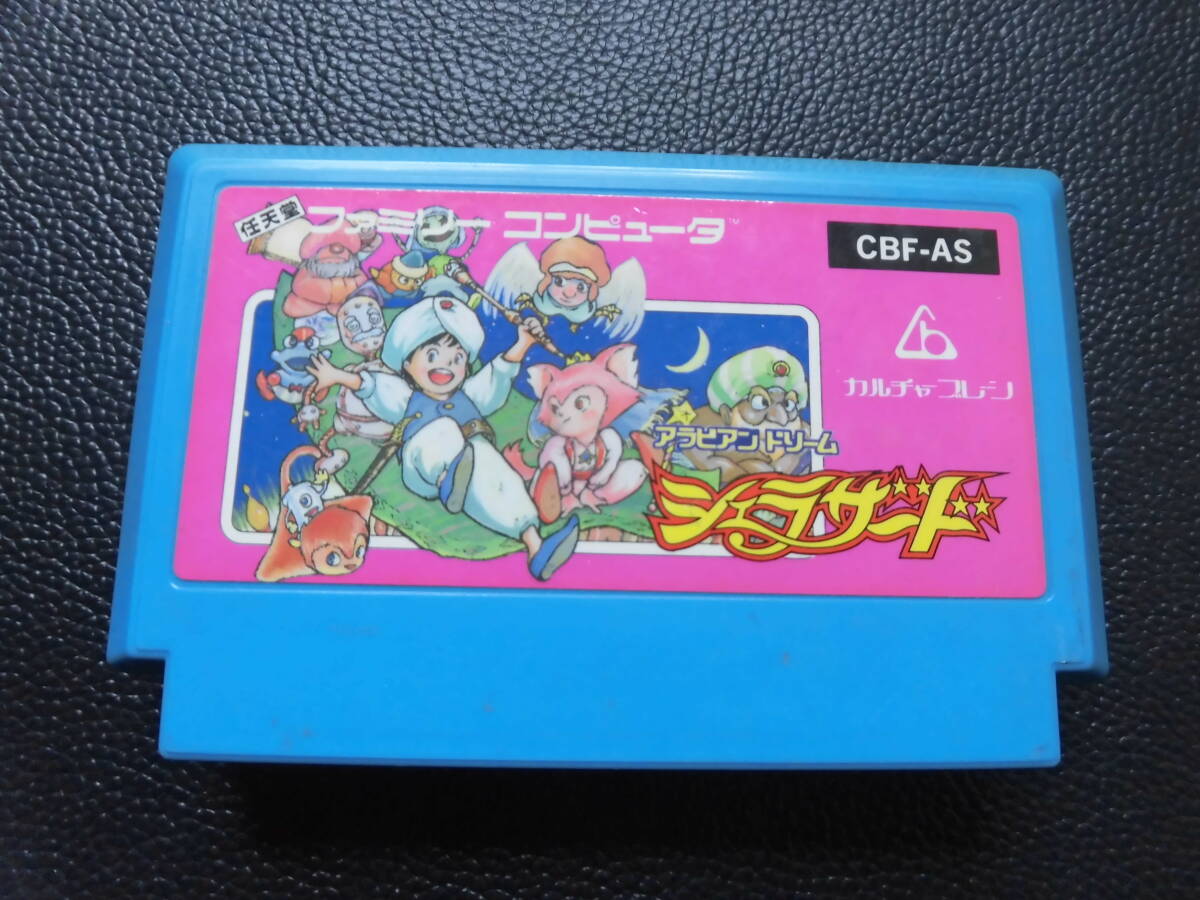 任天堂 ファミリー コンピュータ™
CBF-AS
カルチャーブレーン
アラビアン ドリーム
シェラザード